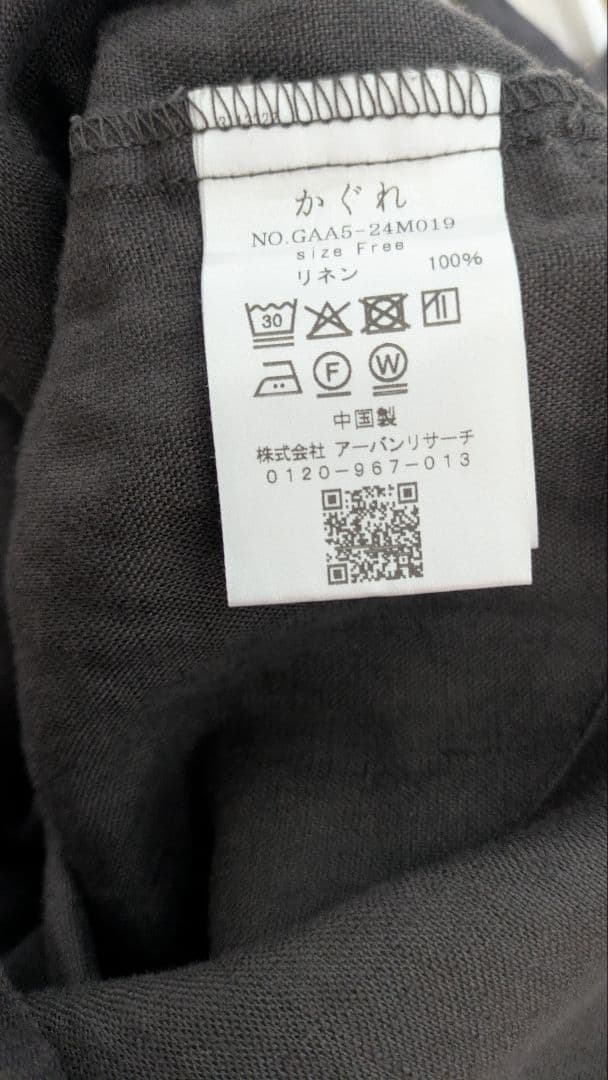 かぐれ
NO.GAA5-24M019
size Free
リネン 100%
30
F W
中国製
株式会社 アーバンリサーチ
0120-967-013